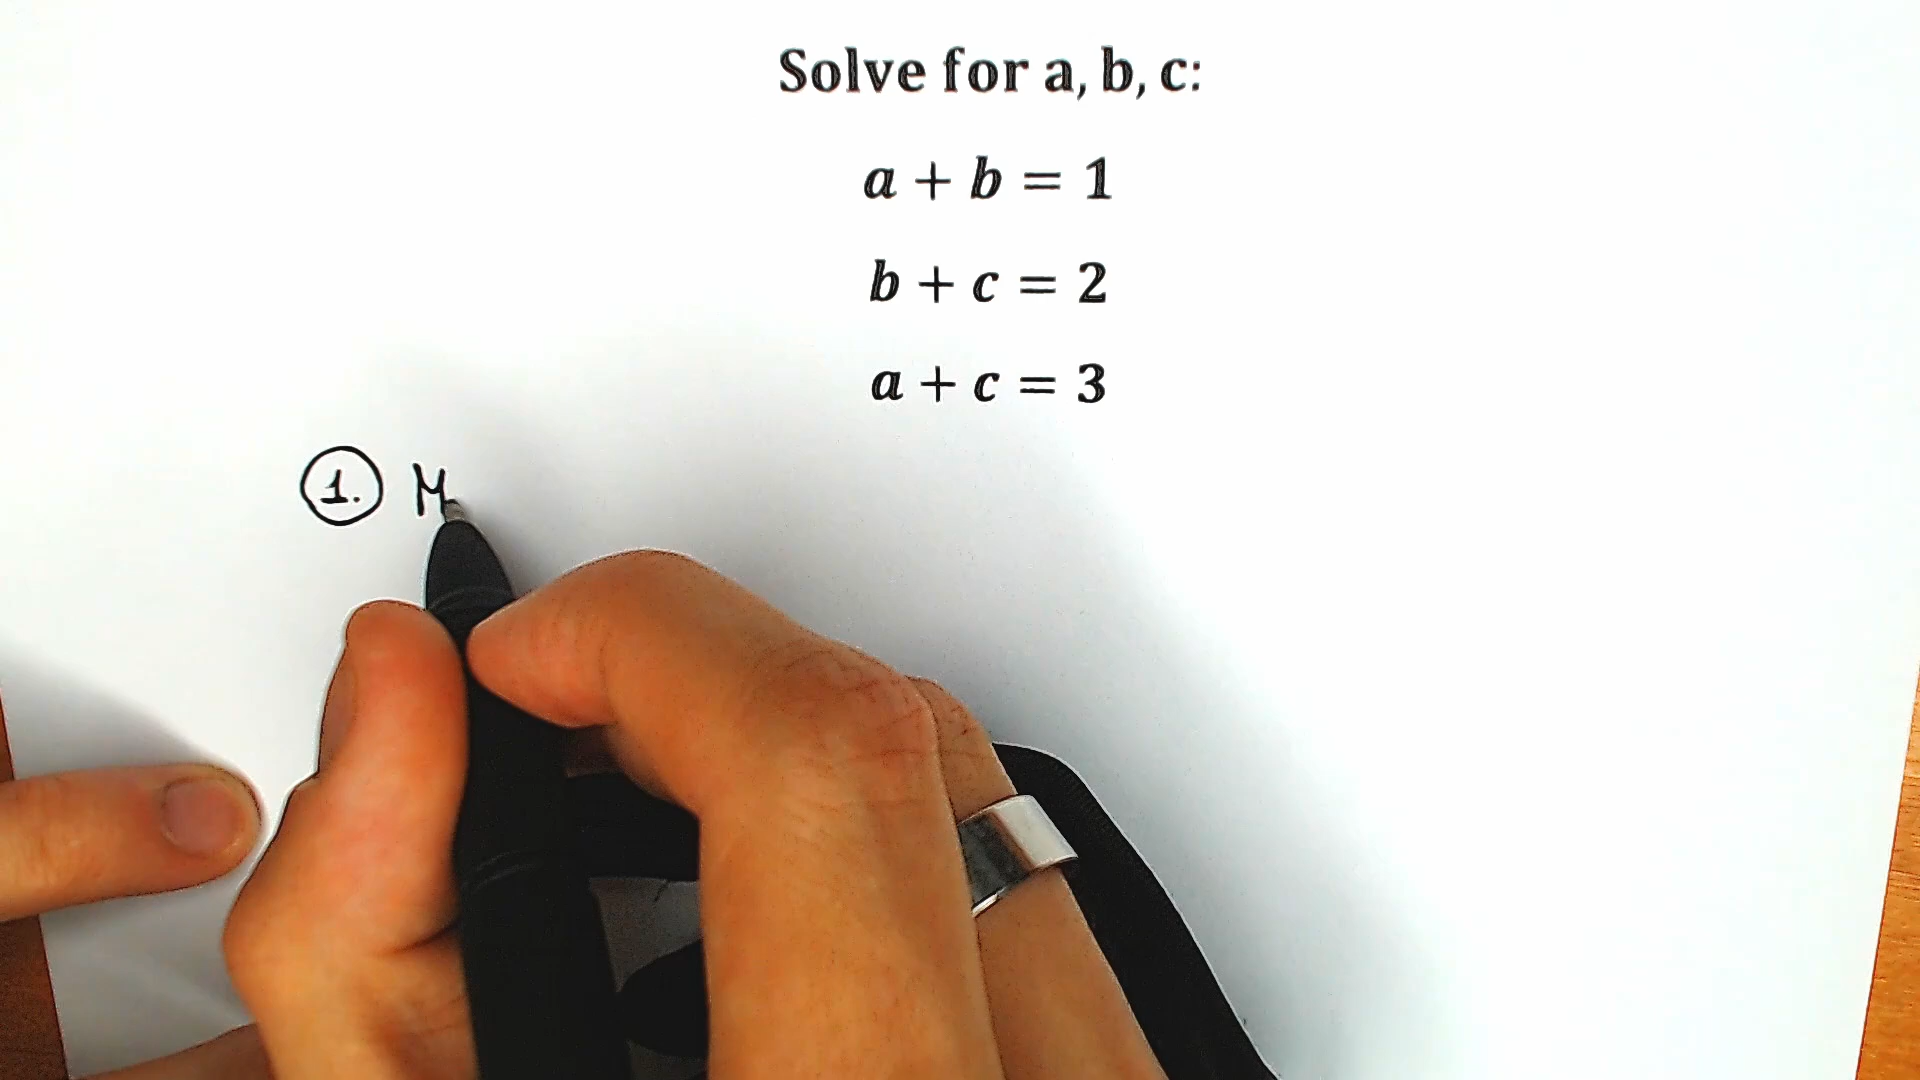 Solve for a, b, c:
a + b = 1
b + c = 2
a + c = 3
1. M